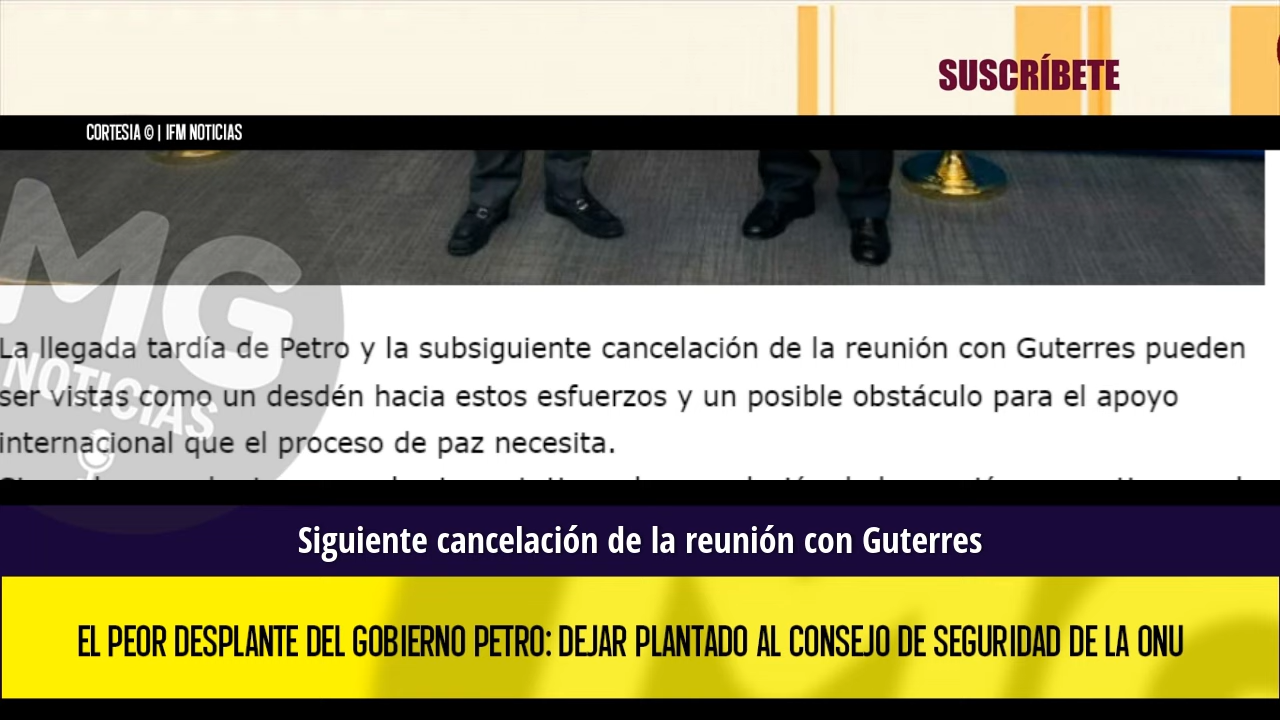 SUSCRÍBETE
CORTESIA © | IFM NOTICIAS
MG
NOTICIAS
La llegada tardía de Petro y la subsiguiente cancelación de la reunión con Guterres pueden
ser vistas como un desdén hacia estos esfuerzos y un posible obstáculo para el apoyo
internacional que el proceso de paz necesita.
Siguiente cancelación de la reunión con Guterres
EL PEOR DESPLANTE DEL GOBIERNO PETRO: DEJAR PLANTADO AL CONSEJO DE SEGURIDAD DE LA ONU